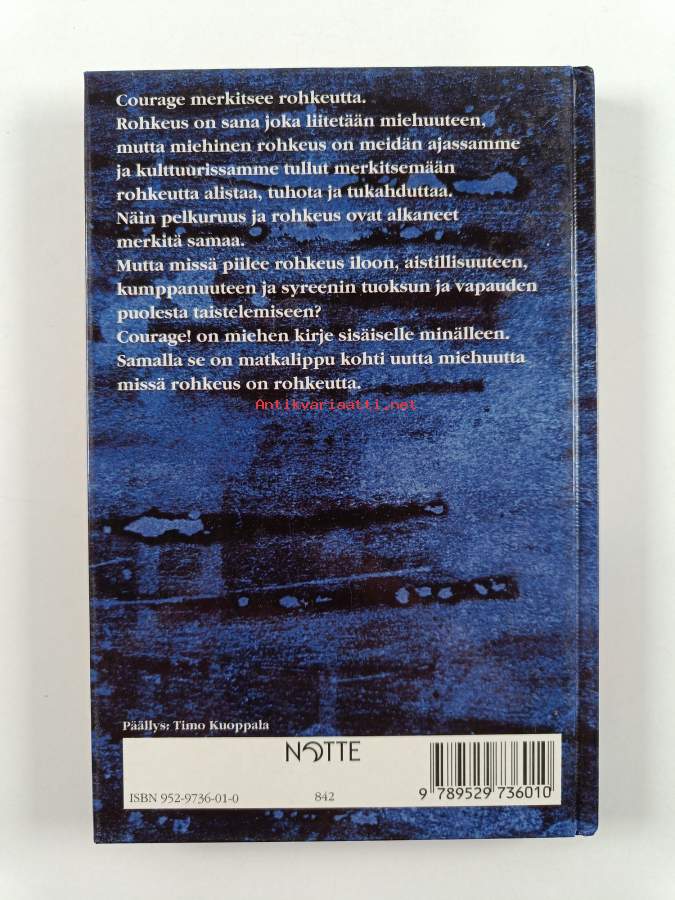 Courage merkitsee rohkeutta.
Rohkeus on sana joka liitetään miehuuteen,
mutta miehinen rohkeus on meidän ajassamme
ja kulttuurissamme tullut merkitsemään
rohkeutta alistaa, tuhota ja tukahduttaa.
Näin pelkuruus ja rohkeus ovat alkaneet
merkitä samaa.
Mutta missä piilee rohkeus iloon, aistillisuuteen,
kumppanuuteen ja syreenin tuoksun ja vapauden
puolesta taistelemiseen?
Courage! on miehen kirje sisäiselle minälleen.
Samalla se on matkalippu kohti uutta miehuutta
missä rohkeus on rohkeutta.
Antikvariaatti.net
Päällys: Timo Kuoppala
NOTTE
ISBN 952-9736-01-0 842
9 789529 736010